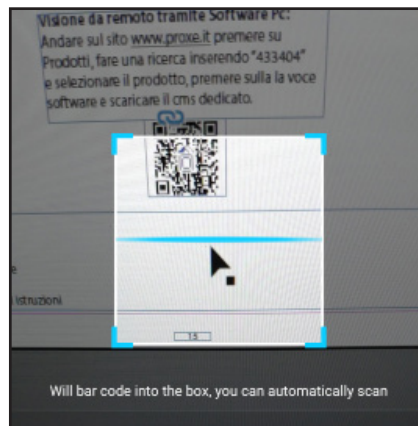 Visione da remoto tramite Software Pc:
Andare sul sito www.proxe.it premere su
Prodotti, fare una ricerca inserendo "433404"
e selezionare il prodotto, premere sulla la voce
software e scaricare il cms dedicato.
e
istruzioni
15
Will bar code into the box, you can automatically scan